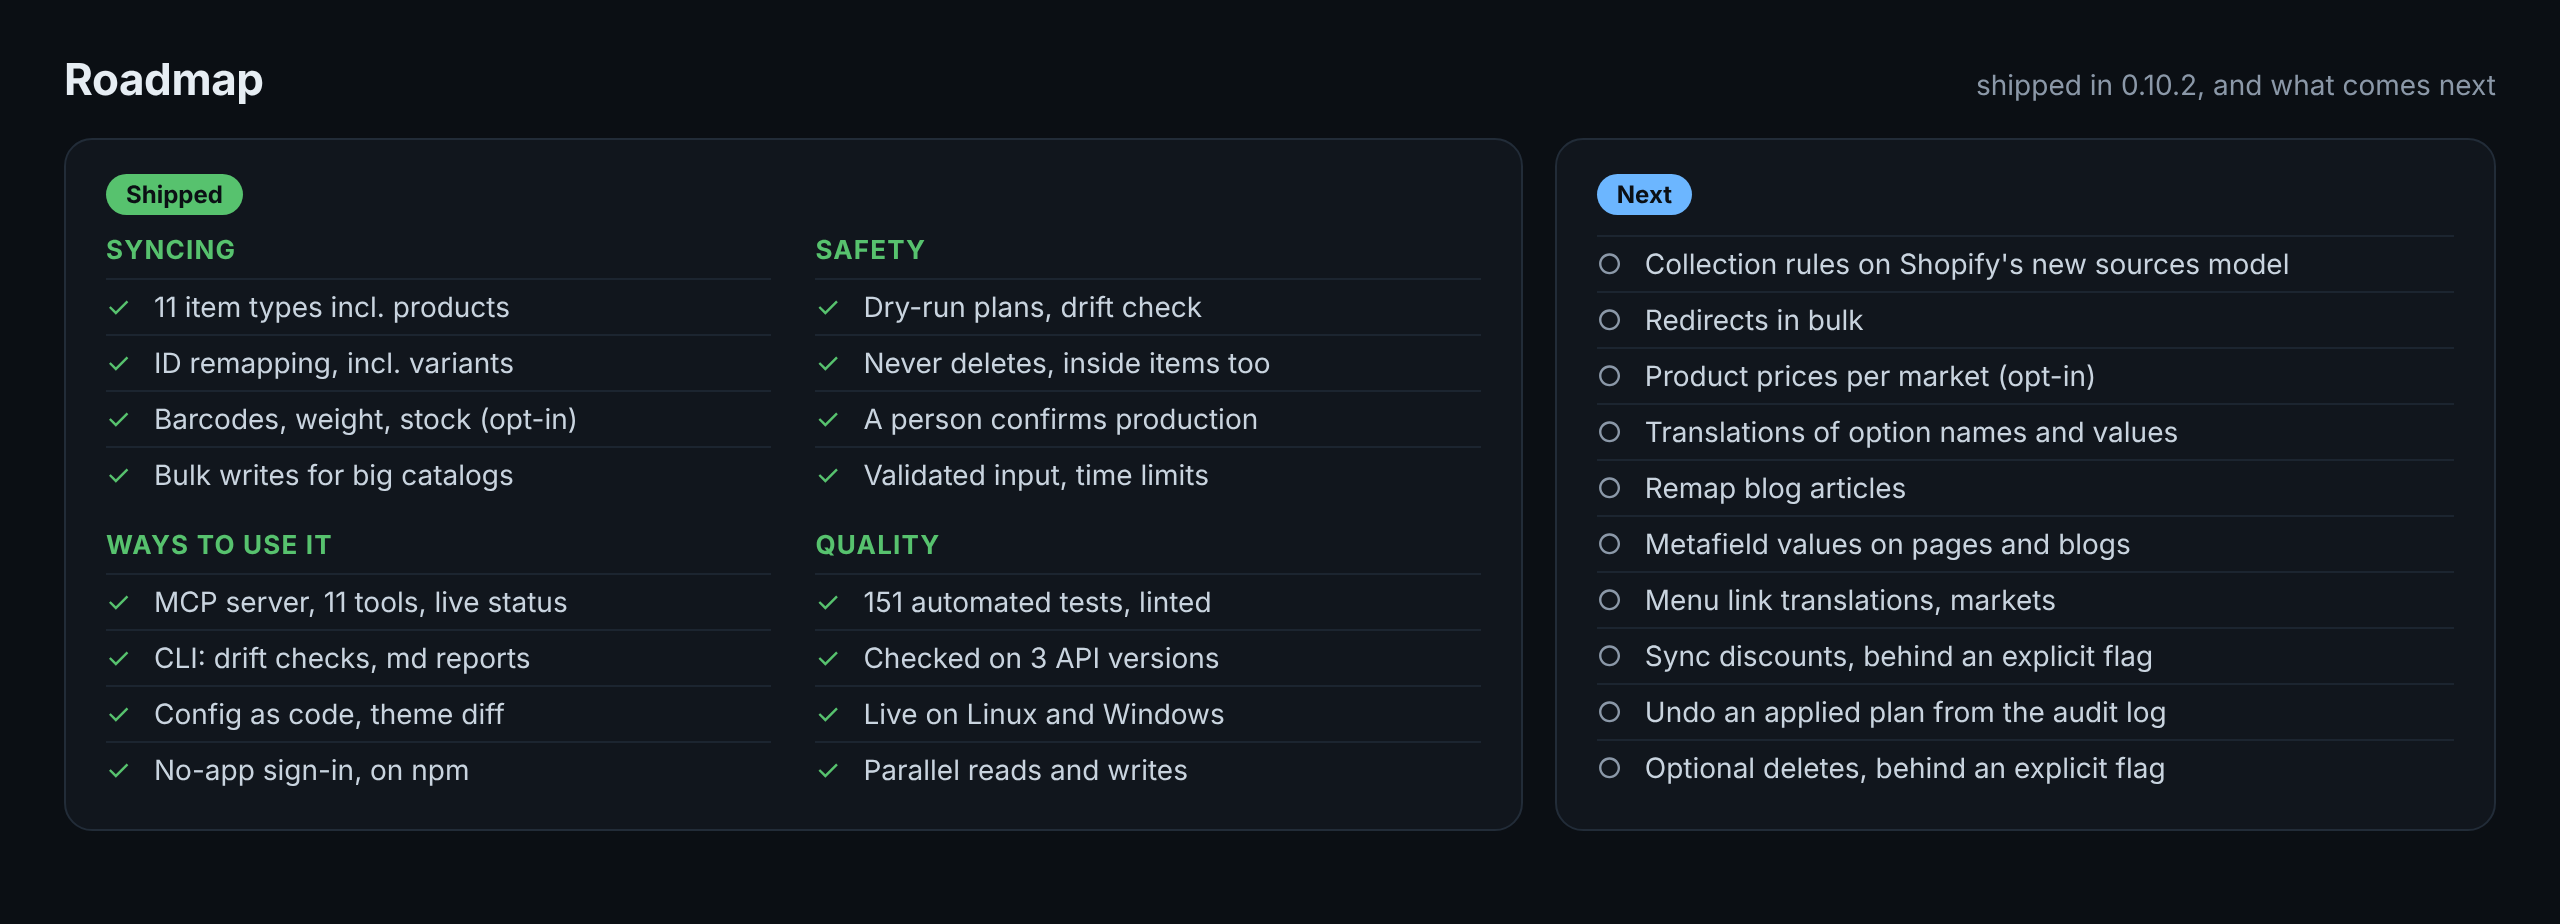 Roadmap
shipped in 0.10.2, and what comes next
Shipped
SYNCING
11 item types incl. products
ID remapping, incl. variants
Barcodes, weight, stock (opt-in)
Bulk writes for big catalogs
SAFETY
Dry-run plans, drift check
Never deletes, inside items too
A person confirms production
Validated input, time limits
WAYS TO USE IT
MCP server, 11 tools, live status
CLI: drift checks, md reports
Config as code, theme diff
No-app sign-in, on npm
QUALITY
151 automated tests, linted
Checked on 3 API versions
Live on Linux and Windows
Parallel reads and writes
Next
Collection rules on Shopify's new sources model
Redirects in bulk
Product prices per market (opt-in)
Translations of option names and values
Remap blog articles
Metafield values on pages and blogs
Menu link translations, markets
Sync discounts, behind an explicit flag
Undo an applied plan from the audit log
Optional deletes, behind an explicit flag